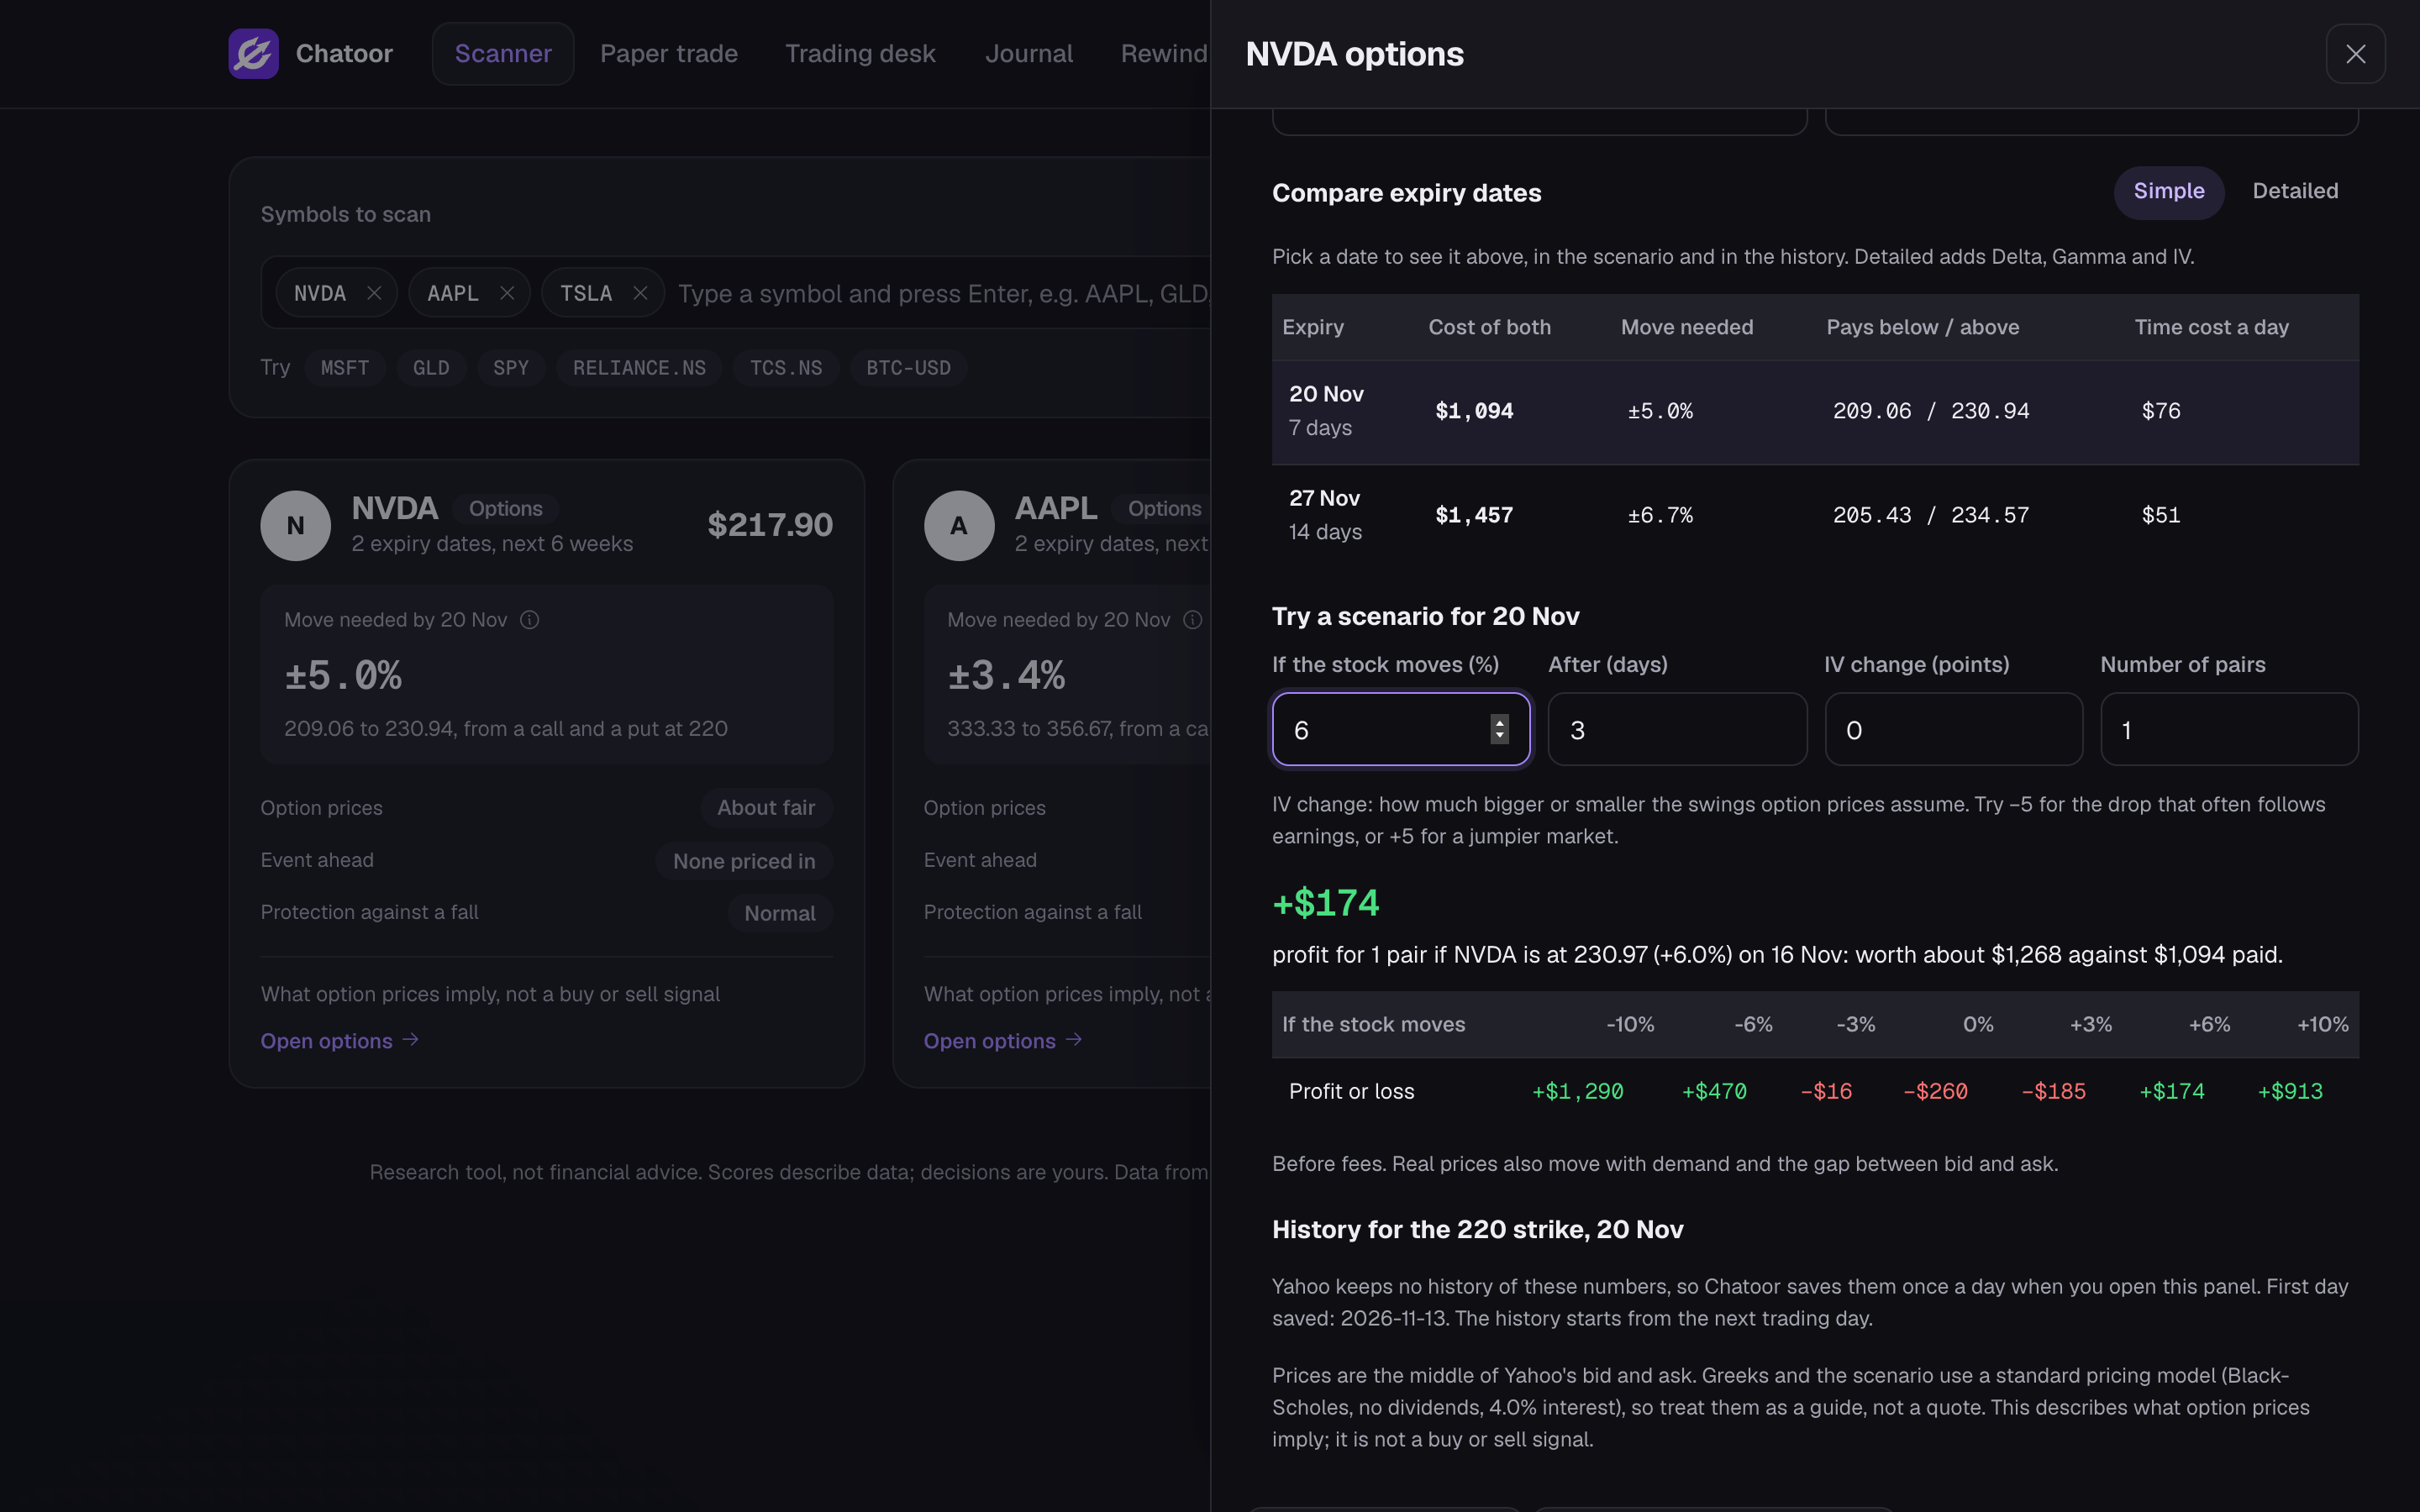 Chatoor
Scanner
Paper trade
Trading desk
Journal
Rewind
Symbols to scan
NVDA
AAPL
TSLA
Type a symbol and press Enter, e.g. AAPL, GLD,
Try
MSFT
GLD
SPY
RELIANCE.NS
TCS.NS
BTC-USD
N
NVDA
Options
$217.90
2 expiry dates, next 6 weeks
Move needed by 20 Nov
±5.0%
209.06 to 230.94, from a call and a put at 220
Option prices
About fair
Event ahead
None priced in
Protection against a fall
Normal
What option prices imply, not a buy or sell signal
Open options →
A
AAPL
Options
2 expiry dates, next
Move needed by 20 Nov
±3.4%
333.33 to 356.67, from a ca
Option prices
Event ahead
Protection against a fall
What option prices imply, not a
Open options →
Research tool, not financial advice. Scores describe data; decisions are yours. Data from
NVDA options
Compare expiry dates
Simple
Detailed
Pick a date to see it above, in the scenario and in the history. Detailed adds Delta, Gamma and IV.
Expiry Cost of both Move needed Pays below / above Time cost a day
20 Nov
7 days
$1,094 ±5.0% 209.06 / 230.94 $76
27 Nov
14 days
$1,457 ±6.7% 205.43 / 234.57 $51
Try a scenario for 20 Nov
If the stock moves (%) After (days) IV change (points) Number of pairs
6 3 0 1
IV change: how much bigger or smaller the swings option prices assume. Try −5 for the drop that often follows
earnings, or +5 for a jumpier market.
+$174
profit for 1 pair if NVDA is at 230.97 (+6.0%) on 16 Nov: worth about $1,268 against $1,094 paid.
If the stock moves -10% -6% -3% 0% +3% +6% +10%
Profit or loss +$1,290 +$470 −$16 −$260 −$185 +$174 +$913
Before fees. Real prices also move with demand and the gap between bid and ask.
History for the 220 strike, 20 Nov
Yahoo keeps no history of these numbers, so Chatoor saves them once a day when you open this panel. First day
saved: 2026-11-13. The history starts from the next trading day.
Prices are the middle of Yahoo's bid and ask. Greeks and the scenario use a standard pricing model (Black-
Scholes, no dividends, 4.0% interest), so treat them as a guide, not a quote. This describes what option prices
imply; it is not a buy or sell signal.